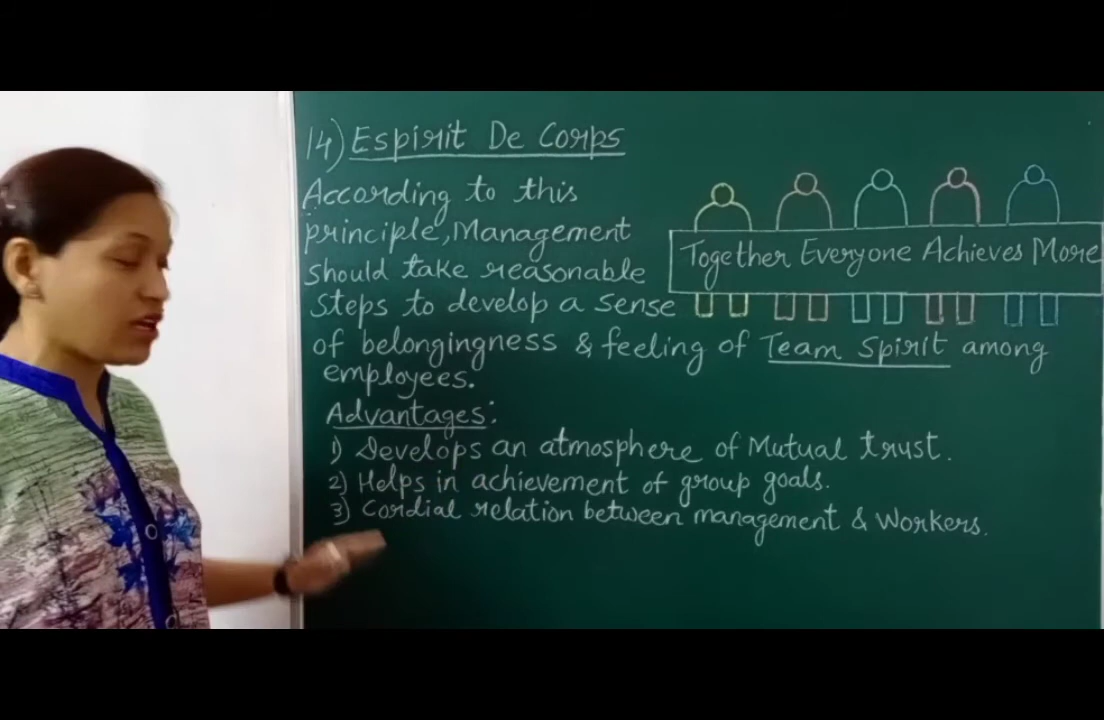 14) Espirit De Corps
According to this
principle, Management
should take reasonable
steps to develop a sense
of belongingness & feeling of Team Spirit among
employees.
Together Everyone Achieves More
Advantages:
1) Develops an atmosphere of Mutual trust.
2) Helps in achievement of group goals.
3) Cordial relation between management & Workers.